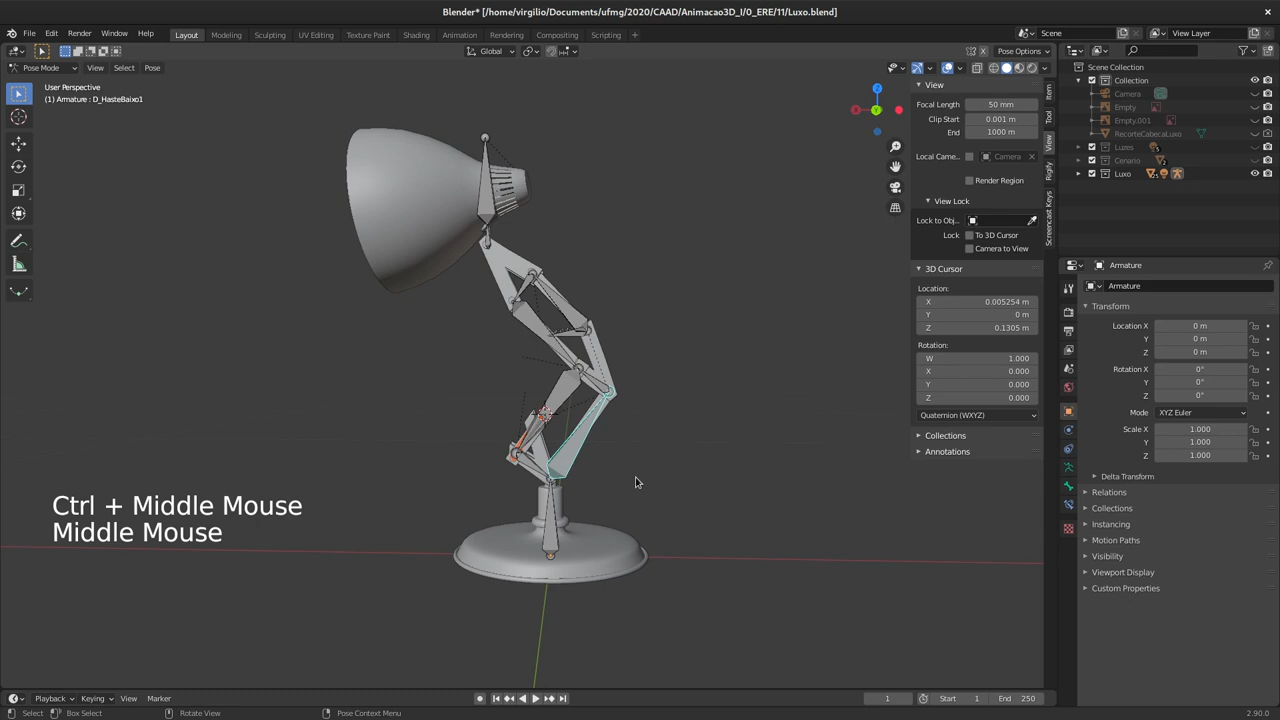 Blender* [/home/virgilio/Documents/ufmg/2020/CAAD/Animacao3D_I/0_ERE/11/Luxo.blend]
File Edit Render Window Help Layout Modeling Sculpting UV Editing Texture Paint Shading Animation Rendering Compositing Scripting + Scene View Layer
Global Pose Options
Pose Mode View Select Pose
User Perspective
(1) Armature : D_HasteBaixo1
Z
Y
View
Focal Length 50 mm
Clip Start 0.001 m
End 1000 m
Local Came... Camera
Render Region
View Lock
Lock to Obj...
Lock To 3D Cursor
Camera to View
3D Cursor
Location:
X 0.005254 m
Y 0 m
Z 0.1305 m
Rotation:
W 1.000
X 0.000
Y 0.000
Z 0.000
Quaternion (WXYZ)
Collections
Annotations
Item
Tool
View
Rigify
Screencast Keys
Scene Collection
Collection
Camera
Empty
Empty.001
RecorteCabecaLuxo
Luzes
Cenario
Luxo
Armature
Armature
Transform
Location X 0 m
Y 0 m
Z 0 m
Rotation X 0°
Y 0°
Z 0°
Mode XYZ Euler
Scale X 1.000
Y 1.000
Z 1.000
Delta Transform
Relations
Collections
Instancing
Motion Paths
Visibility
Viewport Display
Custom Properties
Ctrl + Middle Mouse
Middle Mouse
Playback Keying View Marker 1 Start 1 End 250
Select Box Select Rotate View Pose Context Menu 2.90.0